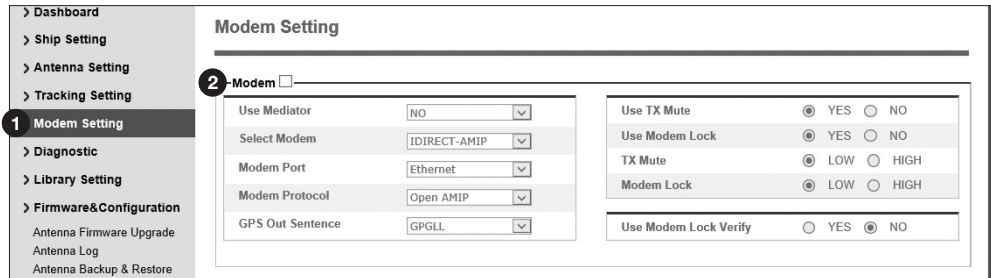 > Dashboard
> Ship Setting
> Antenna Setting
> Tracking Setting
1 Modem Setting
> Diagnostic
> Library Setting
> Firmware&Configuration
Antenna Firmware Upgrade
Antenna Log
Antenna Backup & Restore
Modem Setting
2 Modem
Use Mediator NO
Select Modem IDIRECT-AMIP
Modem Port Ethernet
Modem Protocol Open AMIP
GPS Out Sentence GPGLL
Use TX Mute YES NO
Use Modem Lock YES NO
TX Mute LOW HIGH
Modem Lock LOW HIGH
Use Modem Lock Verify YES NO